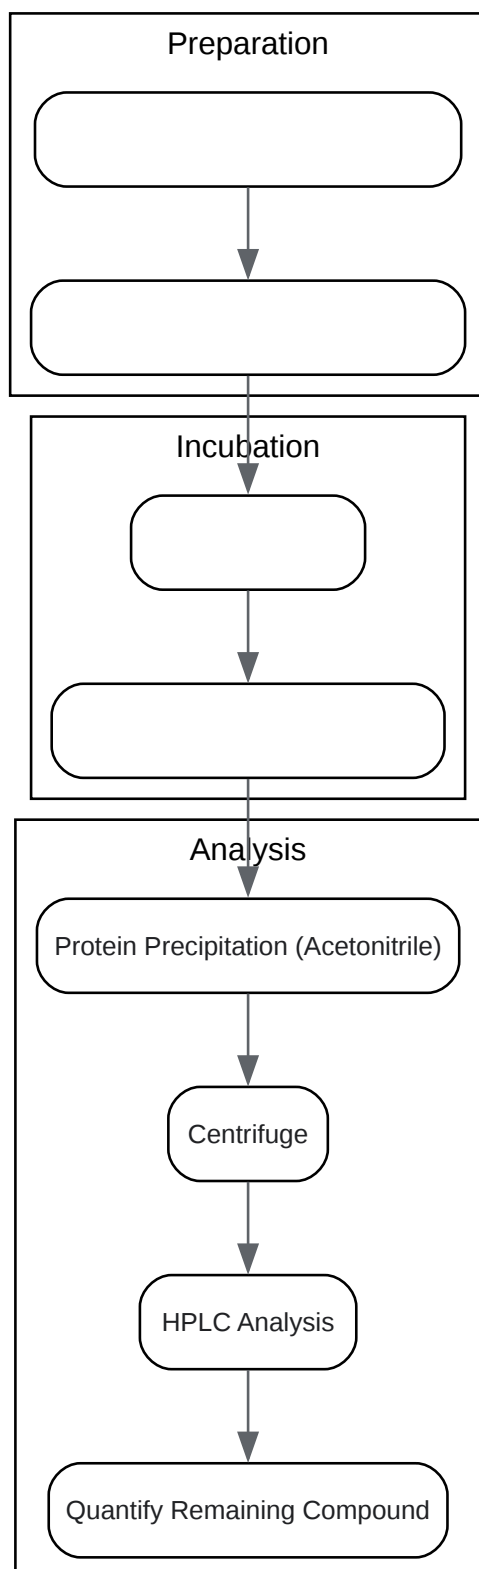 Preparation
Incubation
Analysis
Protein Precipitation (Acetonitrile)
Centrifuge
HPLC Analysis
Quantify Remaining Compound